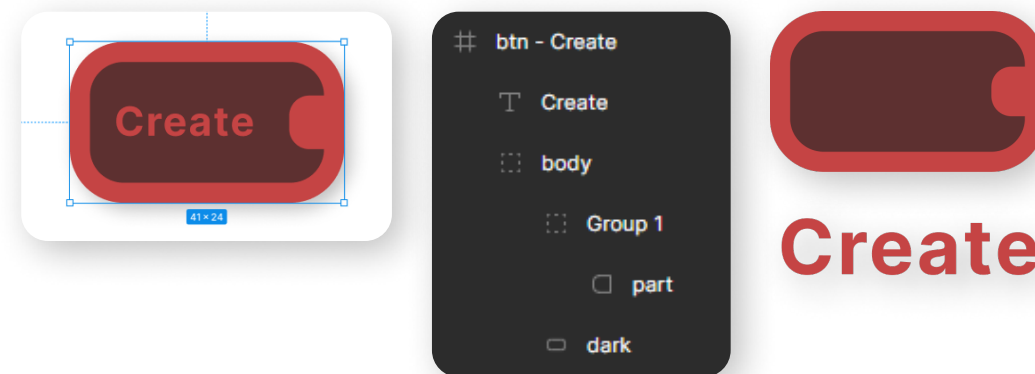 Create
41 × 24
btn - Create
Create
body
Group 1
part
dark
Create